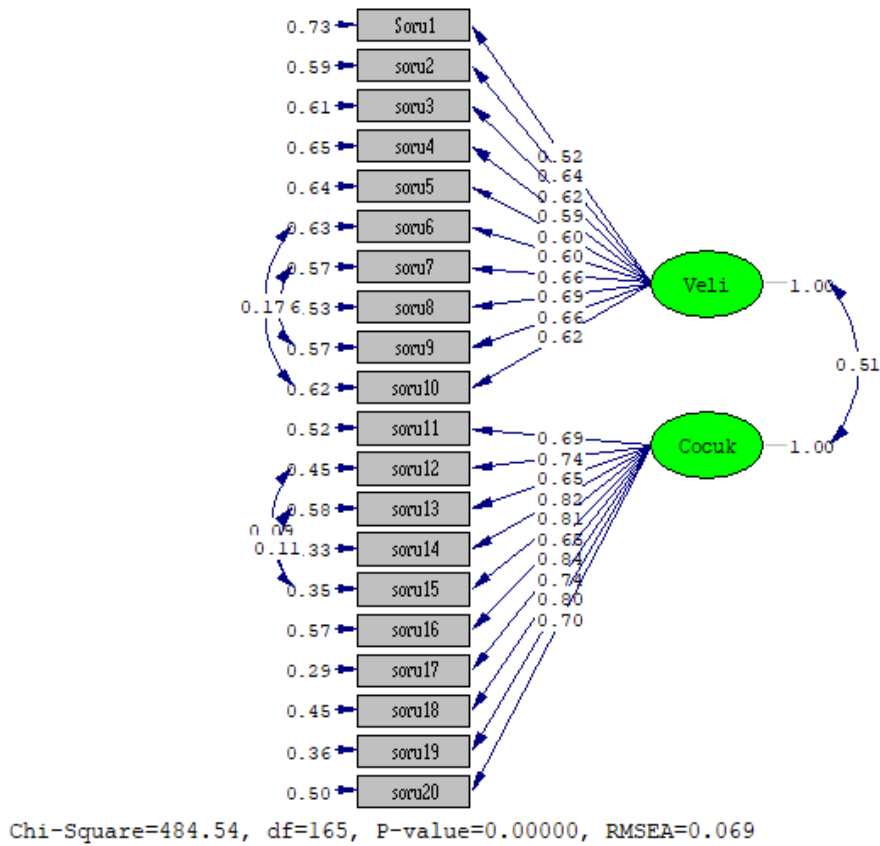 0.73 Soru1
0.59 soru2
0.61 soru3
0.65 soru4
0.52
0.64 soru5
0.64
0.62
0.59
0.63 soru6
0.60
0.60
0.57 soru7
0.66
Veli 1.00
0.17 .53 soru8
0.69
0.66
0.57 soru9
0.62
0.51
0.62 soru10
0.52 soru11
0.69
Cocuk 1.00
0.45 soru12
0.74
0.65
0.58 soru13
0.82
0.81
0.09
0.11 .33 soru14
0.65
0.84
0.35 soru15
0.74
0.80
0.57 soru16
0.70
0.29 soru17
0.45 soru18
0.36 soru19
0.50 soru20
Chi-Square=484.54, df=165, P-value=0.00000, RMSEA=0.069